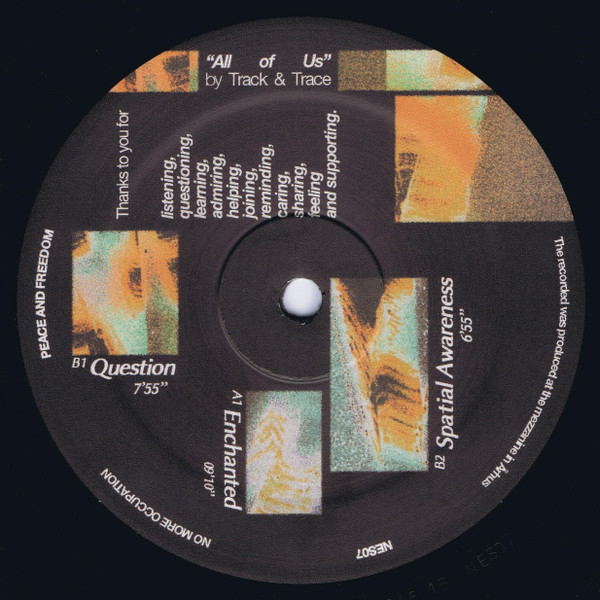 “All of Us”
by Track & Trace
Thanks to you for
listening,
questioning,
learning,
admiring,
helping,
joining,
reminding,
caring,
sharing,
feeling
and supporting.
PEACE AND FREEDOM
B1 Question
7’55’’
A1 Enchanted
09’10’’
B2 Spatial Awareness
6’55’’
The recorded was produced at the mezzanine in Århus
NO MORE OCCUPATION
NES07